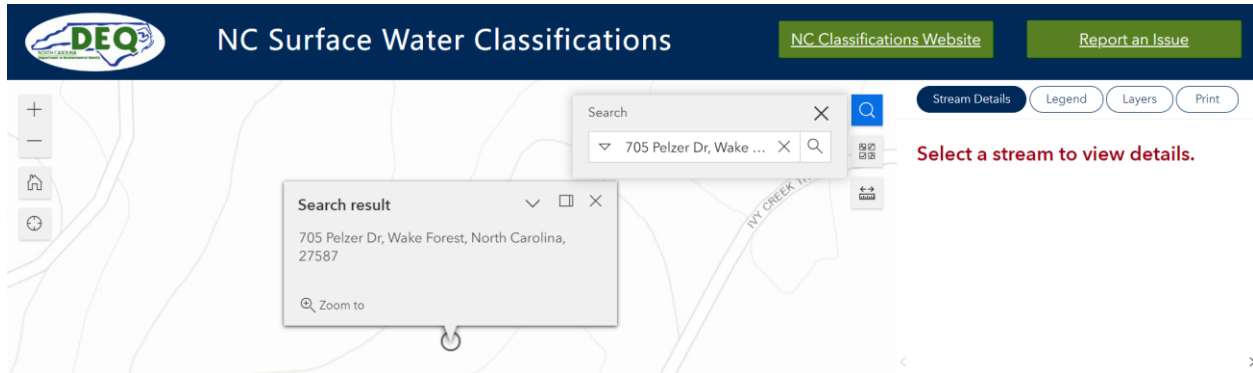 DEQ
NORTH CAROLINA
NC Surface Water Classifications
NC Classifications Website
Report an Issue
Search
705 Pelzer Dr, Wake ...
Stream Details
Legend
Layers
Print
Select a stream to view details.
Search result
705 Pelzer Dr, Wake Forest, North Carolina,
27587
Zoom to
IVY CREEK